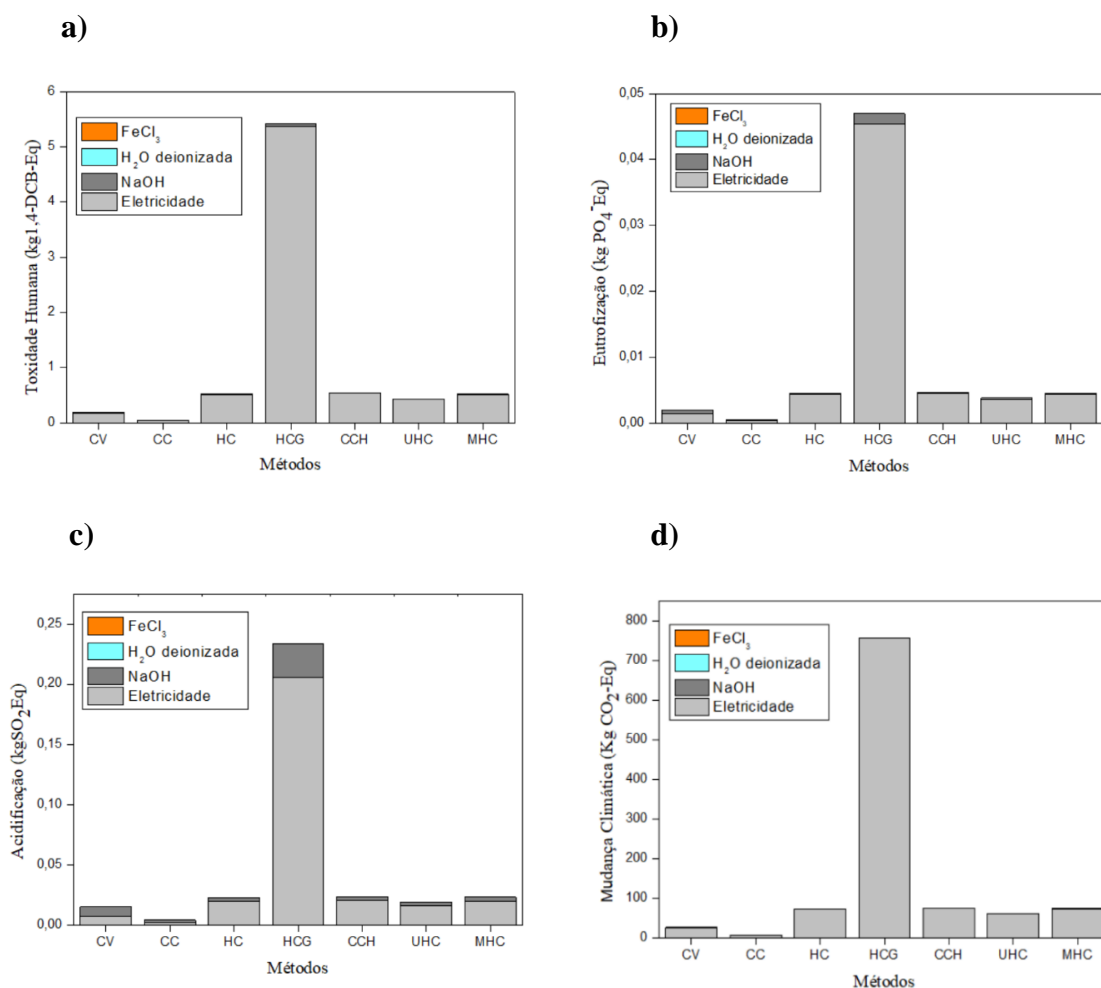 a)
Toxidade Humana (kg1,4-DCB-Eq)
6
5
4
3
2
1
0
FeCl3
H2O deionizada
NaOH
Eletricidade
CV CC HC HCG CCH UHC MHC
Métodos
b)
Eutrofização (kg PO4-Eq)
0,05
0,04
0,03
0,02
0,01
0,00
FeCl3
H2O deionizada
NaOH
Eletricidade
CV CC HC HCG CCH UHC MHC
Métodos
c)
Acidificação (kgSO2Eq)
0,25
0,20
0,15
0,10
0,05
0,00
FeCl3
H2O deionizada
NaOH
Eletricidade
CV CC HC HCG CCH UHC MHC
Métodos
d)
Mudança Climática (Kg CO2-Eq)
800
700
600
500
400
300
200
100
0
FeCl3
H2O deionizada
NaOH
Eletricidade
CV CC HC HCG CCH UHC MHC
Métodos